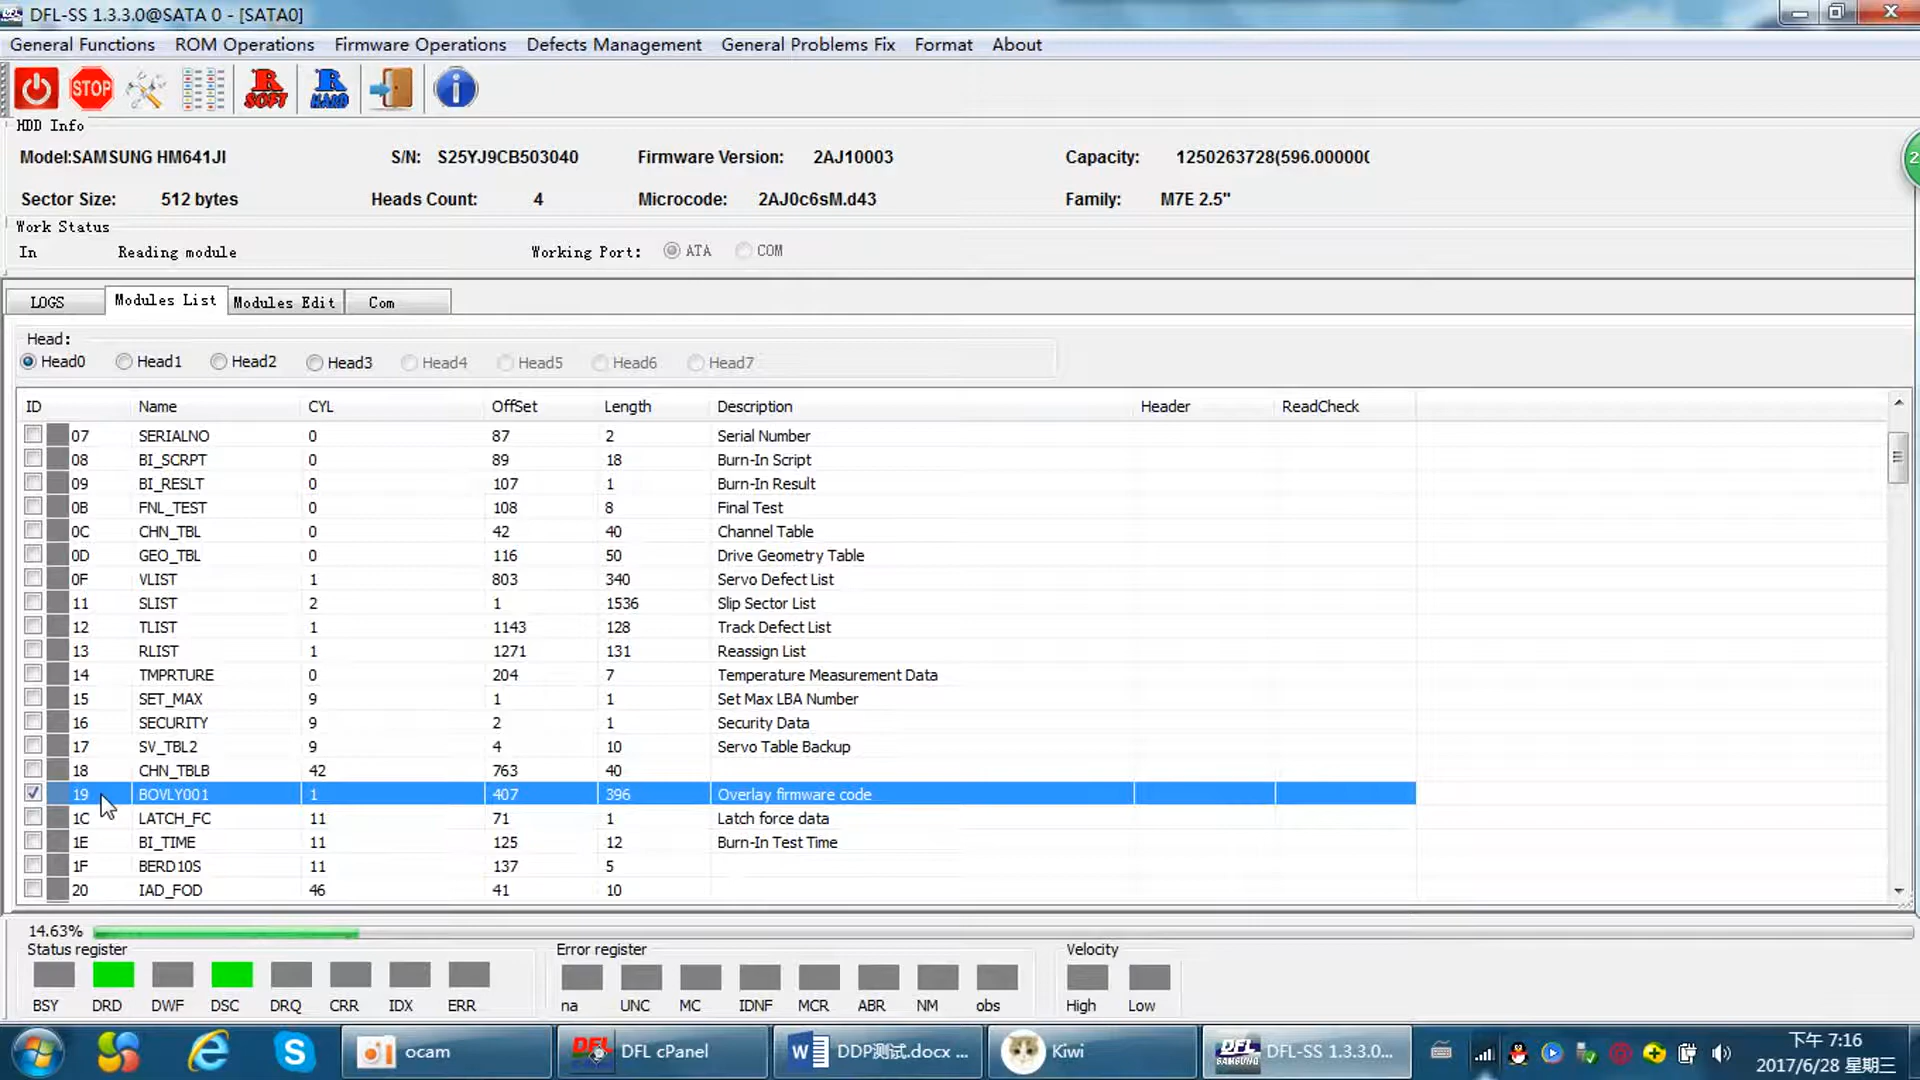 DFL-SS 1.3.3.0@SATA 0 - [SATA0]
General Functions ROM Operations Firmware Operations Defects Management General Problems Fix Format About
STOP R SOFT R HARD
HDD Info
Model:SAMSUNG HM641JI S/N: S25YJ9CB503040 Firmware Version: 2AJ10003 Capacity: 1250263728(596.000000
Sector Size: 512 bytes Heads Count: 4 Microcode: 2AJ0c6sM.d43 Family: M7E 2.5"
Work Status
In Reading module Working Port: ATA COM
LOGS Modules List Modules Edit Com
Head:
Head0 Head1 Head2 Head3 Head4 Head5 Head6 Head7
ID Name CYL OffSet Length Description Header ReadCheck
07 SERIALNO 0 87 2 Serial Number
08 BI_SCRPT 0 89 18 Burn-In Script
09 BI_RESLT 0 107 1 Burn-In Result
0B FNL_TEST 0 108 8 Final Test
0C CHN_TBL 0 42 40 Channel Table
0D GEO_TBL 0 116 50 Drive Geometry Table
0F VLIST 1 803 340 Servo Defect List
11 SLIST 2 1 1536 Slip Sector List
12 TLIST 1 1143 128 Track Defect List
13 RLIST 1 1271 131 Reassign List
14 TMPRTURE 0 204 7 Temperature Measurement Data
15 SET_MAX 9 1 1 Set Max LBA Number
16 SECURITY 9 2 1 Security Data
17 SV_TBL2 9 4 10 Servo Table Backup
18 CHN_TBLB 42 763 40
19 BOVLY001 1 407 396 Overlay firmware code
1C LATCH_FC 11 71 1 Latch force data
1E BI_TIME 11 125 12 Burn-In Test Time
1F BERD10S 11 137 5
20 IAD_FOD 46 41 10
14.63%
Status register Error register Velocity
BSY DRD DWF DSC DRQ CRR IDX ERR na UNC MC IDNF MCR ABR NM obs High Low
ocam DFL cPanel DDP测试.docx ... Kiwi DFL-SS 1.3.3.0...
下午 7:16
2017/6/28 星期三